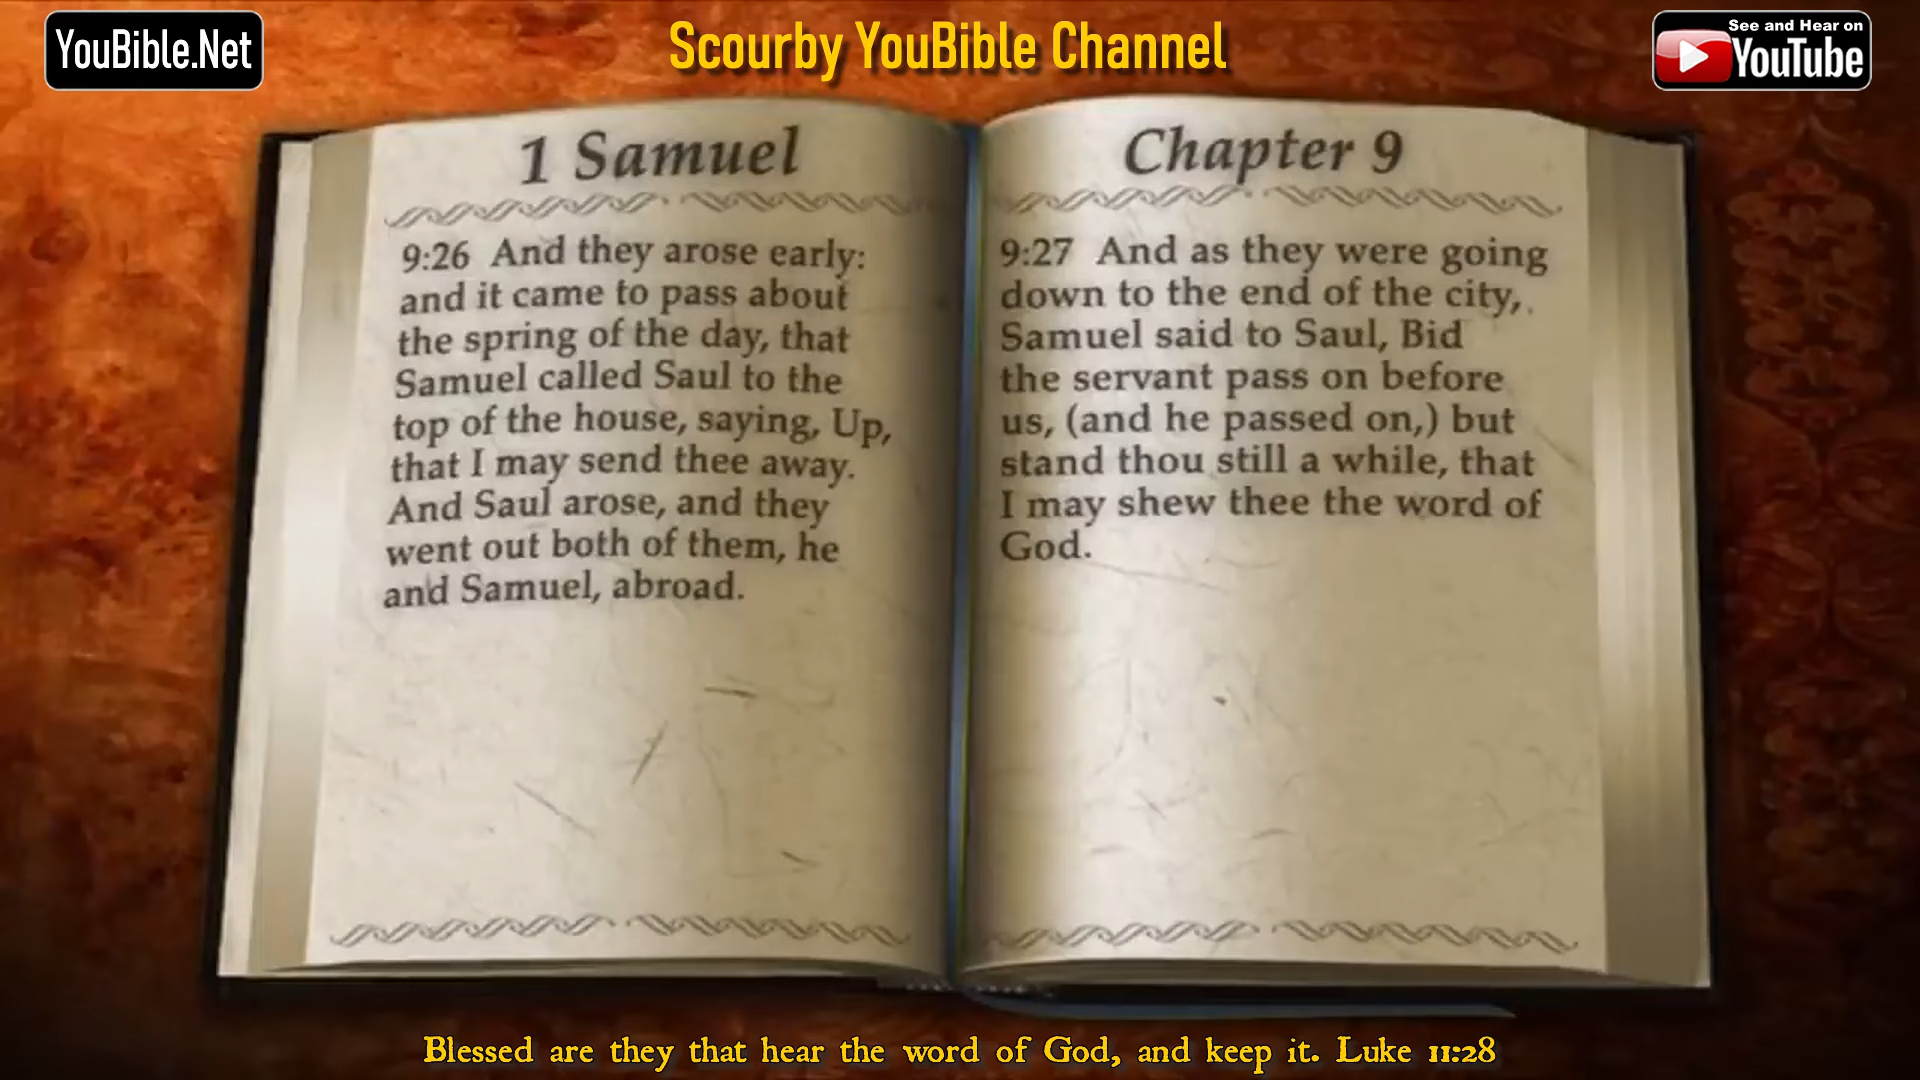 YouBible.Net
Scourby YouBible Channel
See and Hear on
YouTube
1 Samuel
9:26 And they arose early:
and it came to pass about
the spring of the day, that
Samuel called Saul to the
top of the house, saying, Up,
that I may send thee away.
And Saul arose, and they
went out both of them, he
and Samuel, abroad.
Chapter 9
9:27 And as they were going
down to the end of the city,
Samuel said to Saul, Bid
the servant pass on before
us, (and he passed on,) but
stand thou still a while, that
I may shew thee the word of
God.
Blessed are they that hear the word of God, and keep it. Luke 11:28